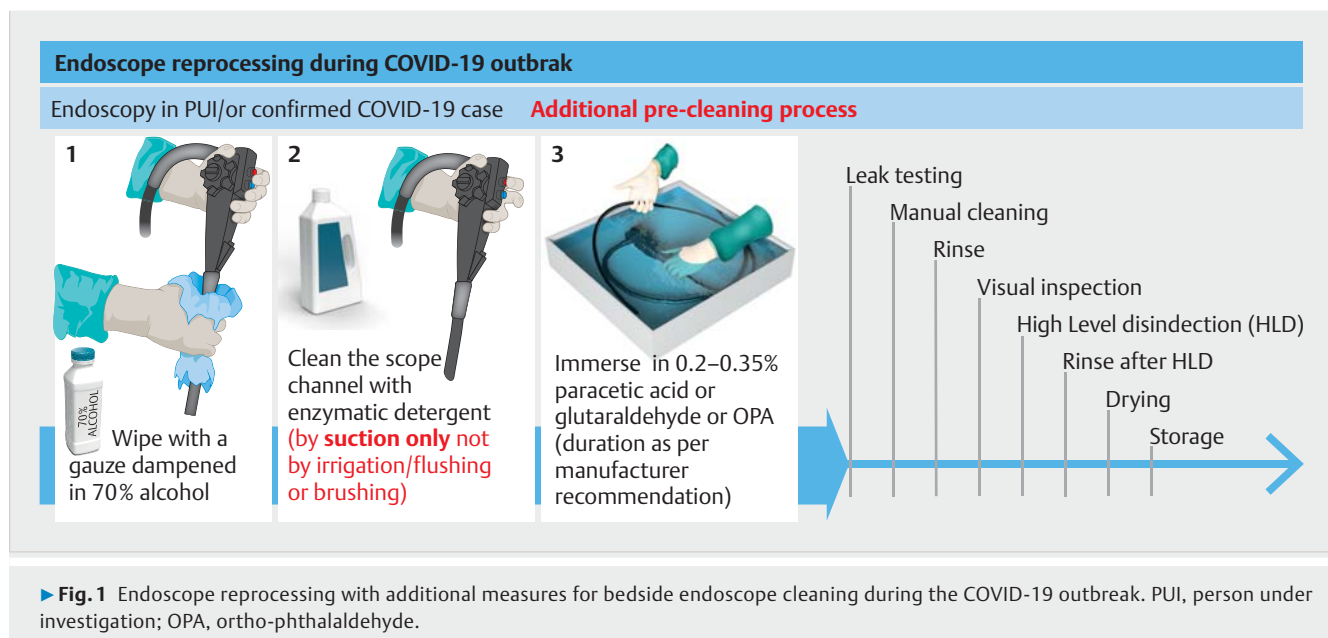 Endoscope reprocessing during COVID-19 outbrak
Endoscopy in PUI/or confirmed COVID-19 case Additional pre-cleaning process
1
70% ALCOHOL
Wipe with a
gauze dampened
in 70% alcohol
2
Clean the scope
channel with
enzymatic detergent
(by suction only not
by irrigation/flushing
or brushing)
3
Immerse in 0.2–0.35%
paracetic acid or
glutaraldehyde or OPA
(duration as per
manufacturer
recommendation)
Leak testing
Manual cleaning
Rinse
Visual inspection
High Level disindection (HLD)
Rinse after HLD
Drying
Storage
▶ Fig. 1 Endoscope reprocessing with additional measures for bedside endoscope cleaning during the COVID-19 outbreak. PUI, person under
investigation; OPA, ortho-phthalaldehyde.